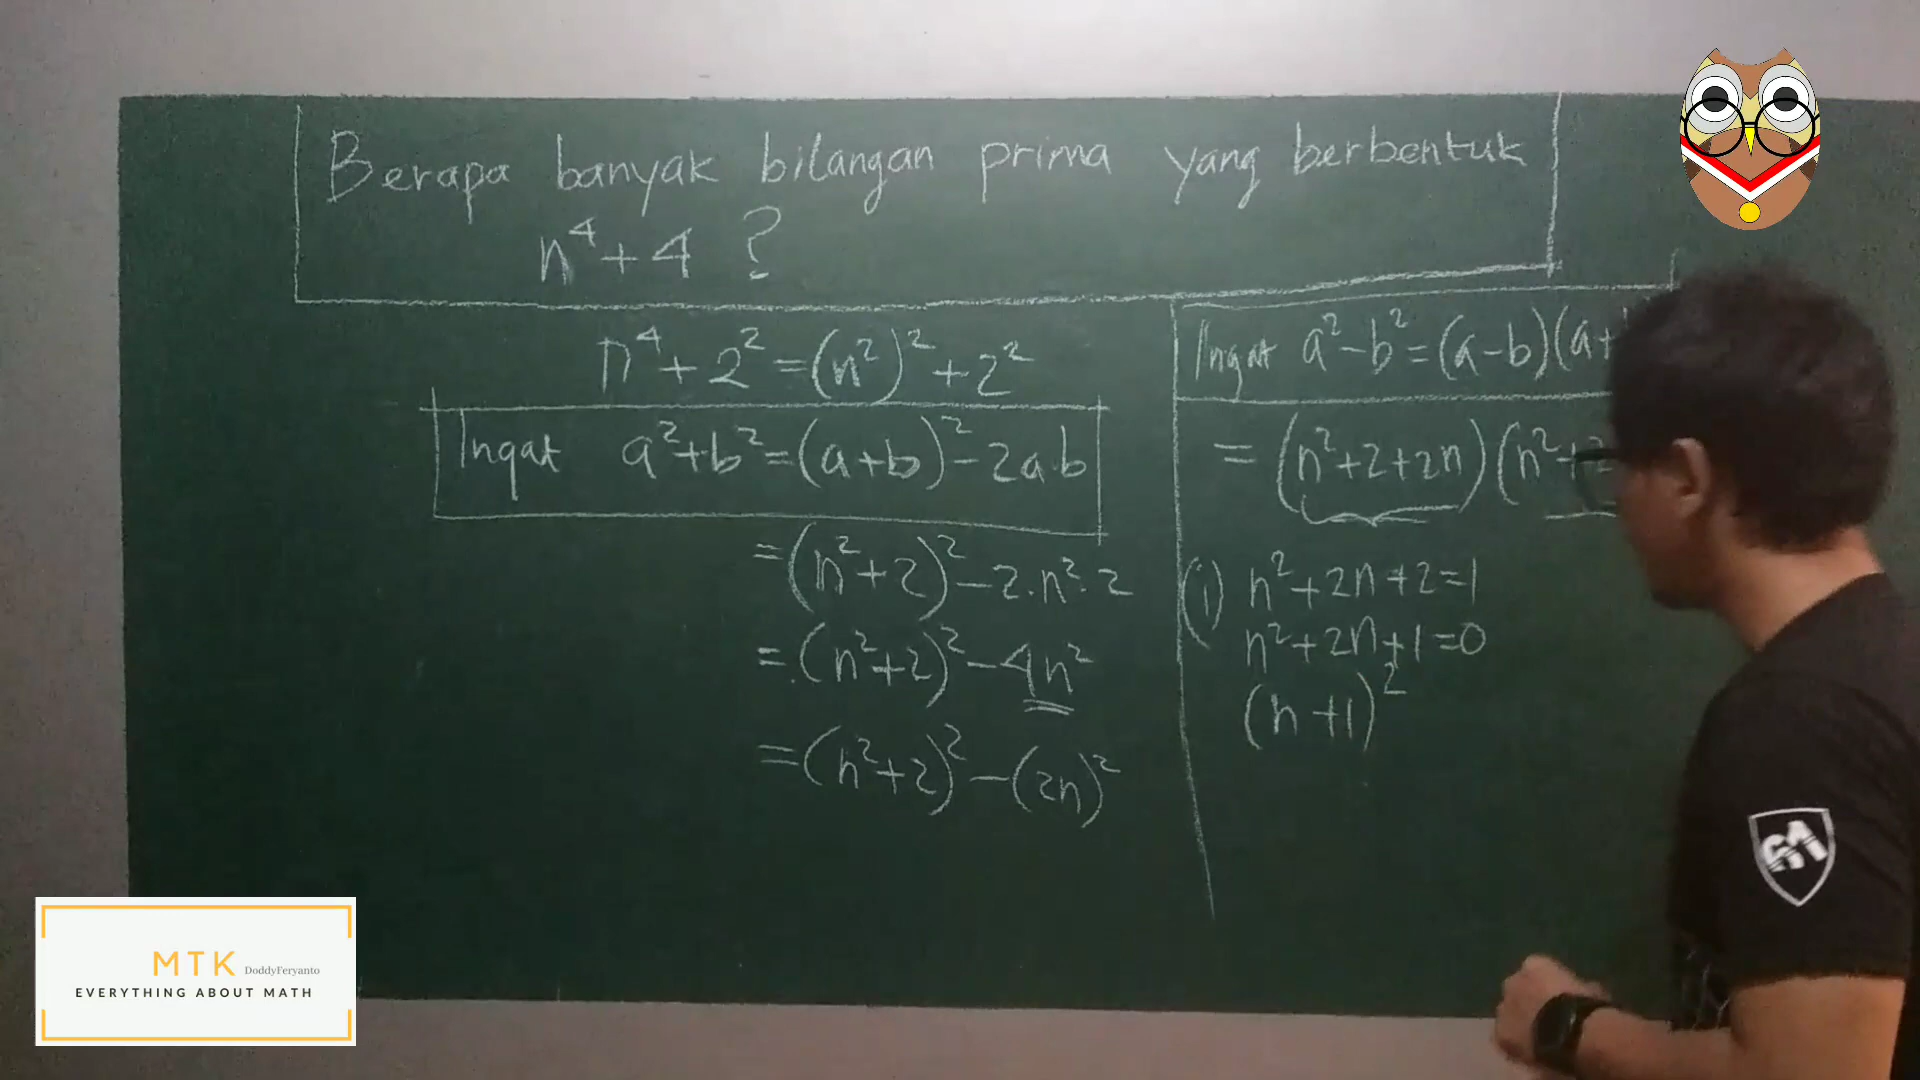 Berapa banyak bilangan prima yang berbentuk
n⁴+4 ?
n⁴+2²=(n²)²+2²
Ingat a²+b²=(a+b)²-2a.b
=(n²+2)²-2.n².2
=(n²+2)²-4n²
=(n²+2)²-(2n)²
Ingat a²-b²=(a-b)(a+
=(n²+2+2n)(n²+2
(i) n²+2n+2=1
n²+2n+1=0
(n+1)²
MTK DoddyFeryanto
EVERYTHING ABOUT MATH